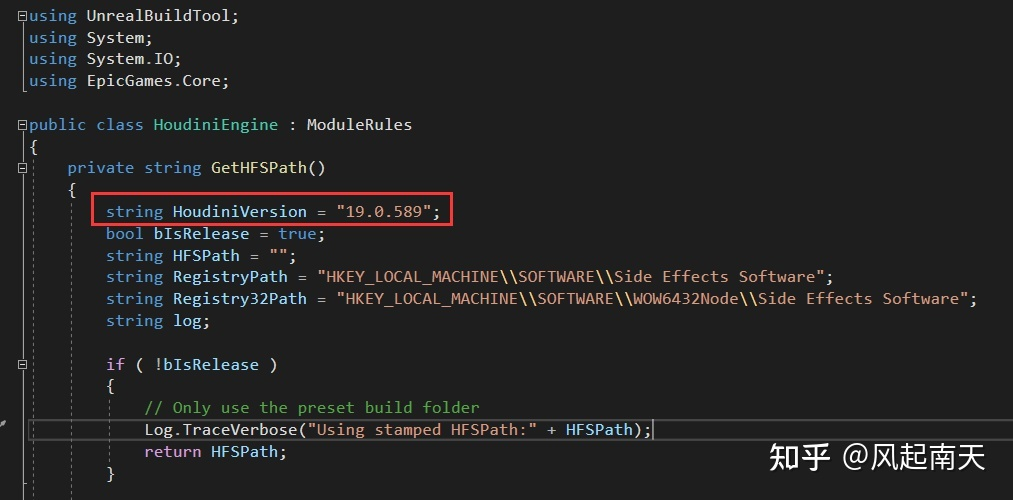 using UnrealBuildTool;
using System;
using System.IO;
using EpicGames.Core;
public class HoudiniEngine : ModuleRules
{
private string GetHFSPath()
{
string HoudiniVersion = "19.0.589";
bool bIsRelease = true;
string HFSPath = "";
string RegistryPath = "HKEY_LOCAL_MACHINE\\SOFTWARE\\Side Effects Software";
string Registry32Path = "HKEY_LOCAL_MACHINE\\SOFTWARE\\WOW6432Node\\Side Effects Software";
string log;
if ( !bIsRelease )
{
// Only use the preset build folder
Log.TraceVerbose("Using stamped HFSPath:" + HFSPath);
return HFSPath;
}
知乎 @风起南天